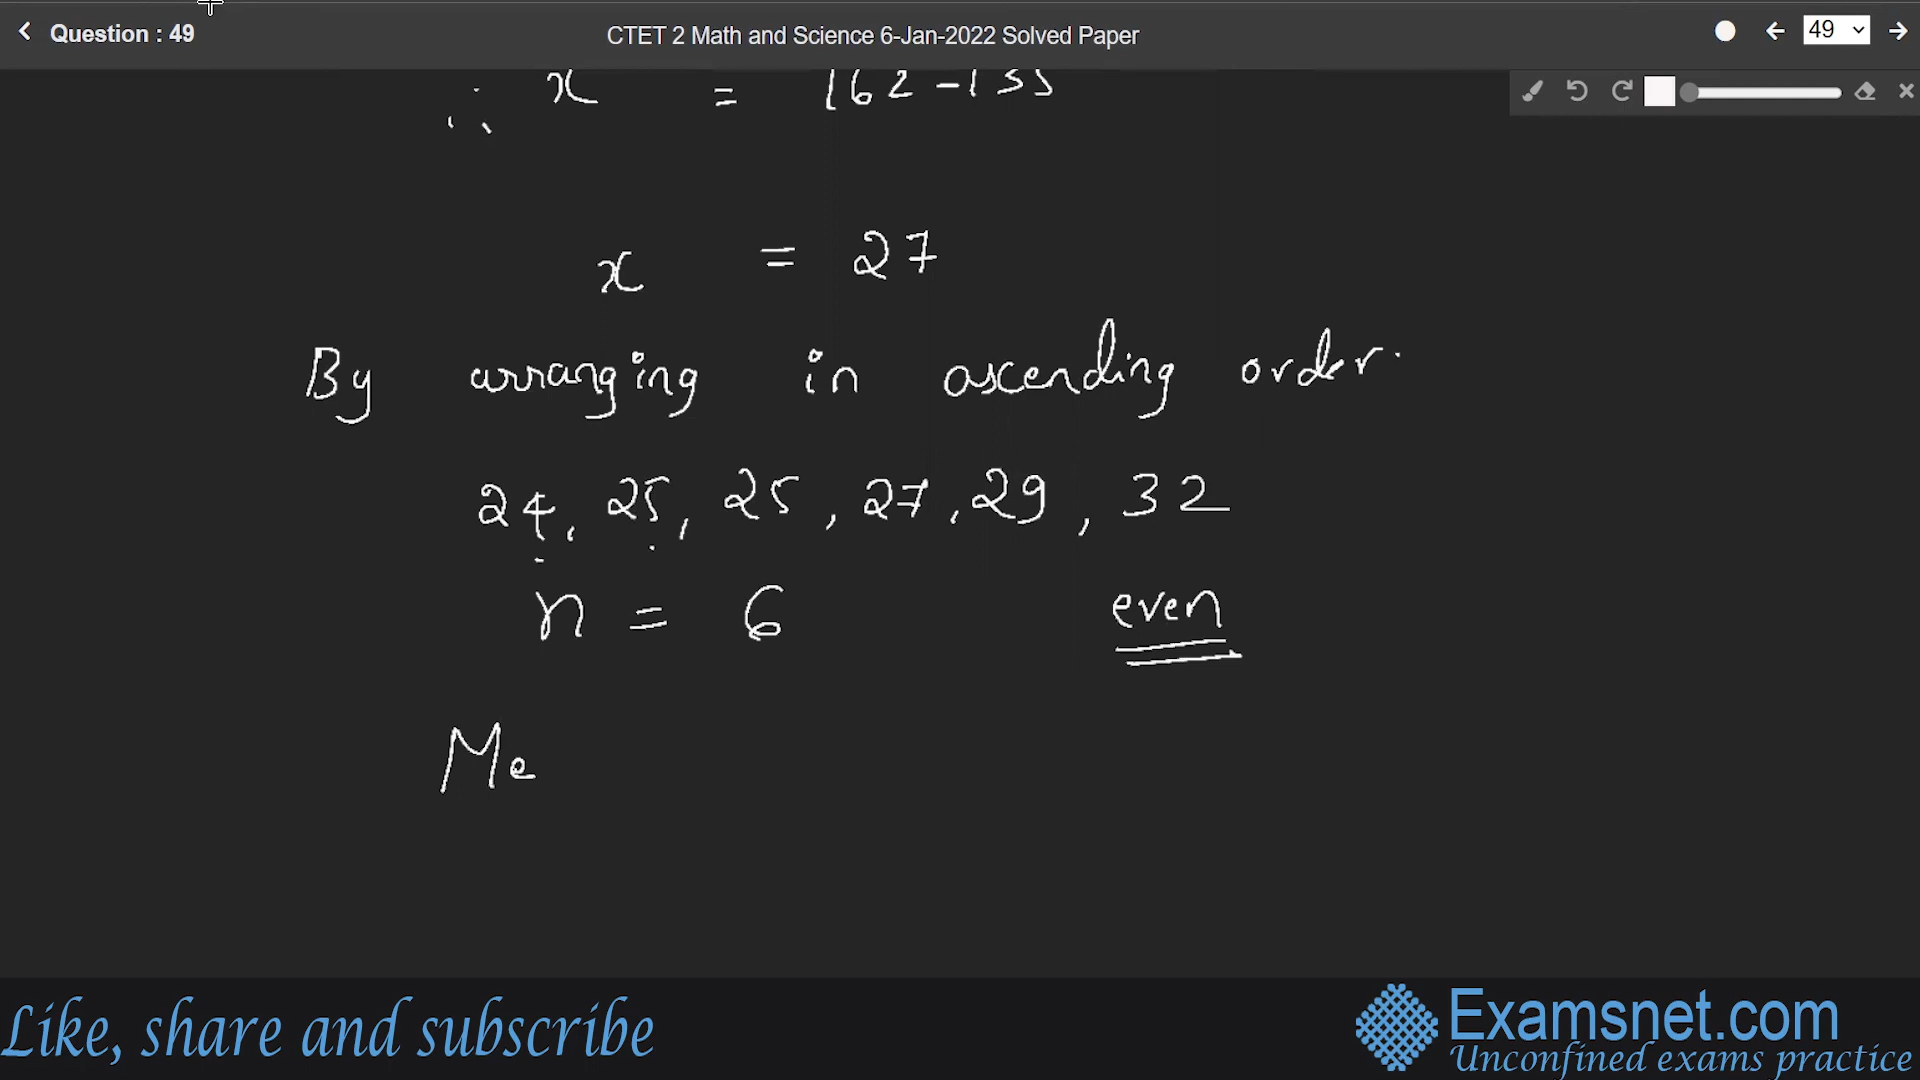 Question : 49
CTET 2 Math and Science 6-Jan-2022 Solved Paper
49
∴ x = 162 - 135
x = 27
By arranging in ascending order.
24, 25, 25, 27, 29, 32
n = 6 even
Me
Like, share and subscribe
Examsnet.com
Unconfined exams practice